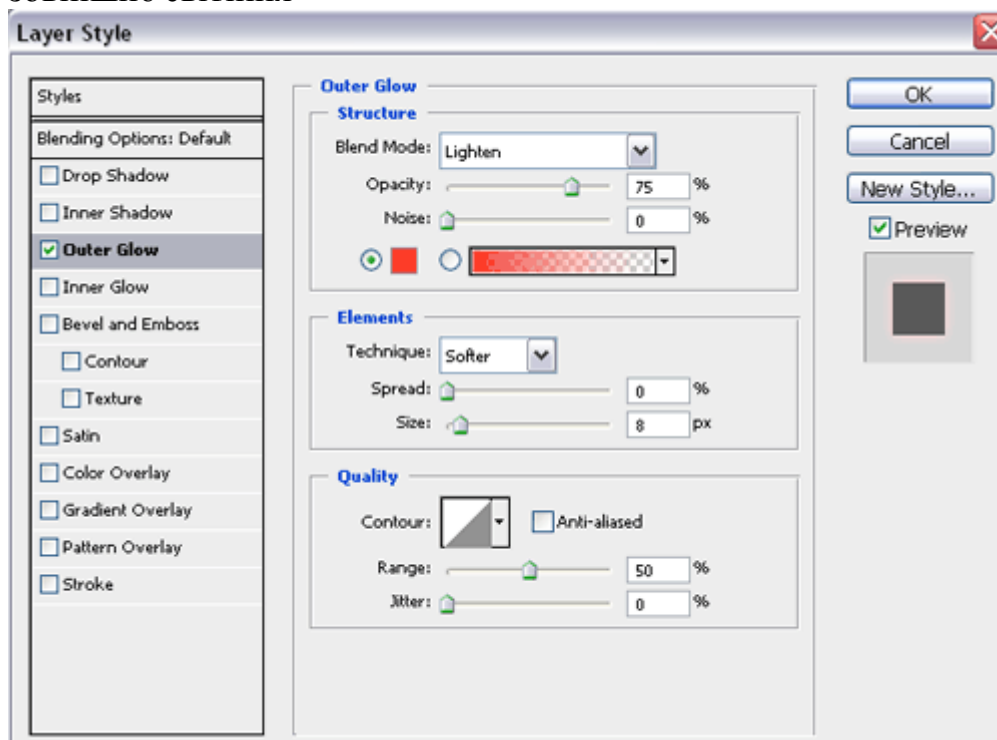 Layer Style
Styles
Blending Options: Default
Drop Shadow
Inner Shadow
Outer Glow
Inner Glow
Bevel and Emboss
Contour
Texture
Satin
Color Overlay
Gradient Overlay
Pattern Overlay
Stroke
Outer Glow
Structure
Blend Mode: Lighten
Opacity: 75 %
Noise: 0 %
Elements
Technique: Softer
Spread: 0 %
Size: 8 px
Quality
Contour: Anti-aliased
Range: 50 %
Jitter: 0 %
OK
Cancel
New Style...
Preview